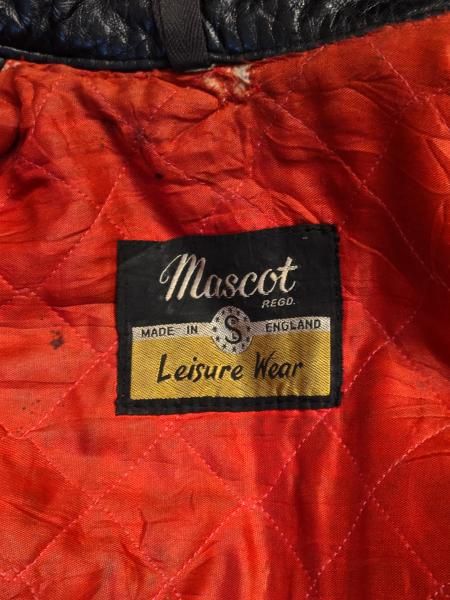 Mascot
REGD.
MADE IN S ENGLAND
Leisure Wear